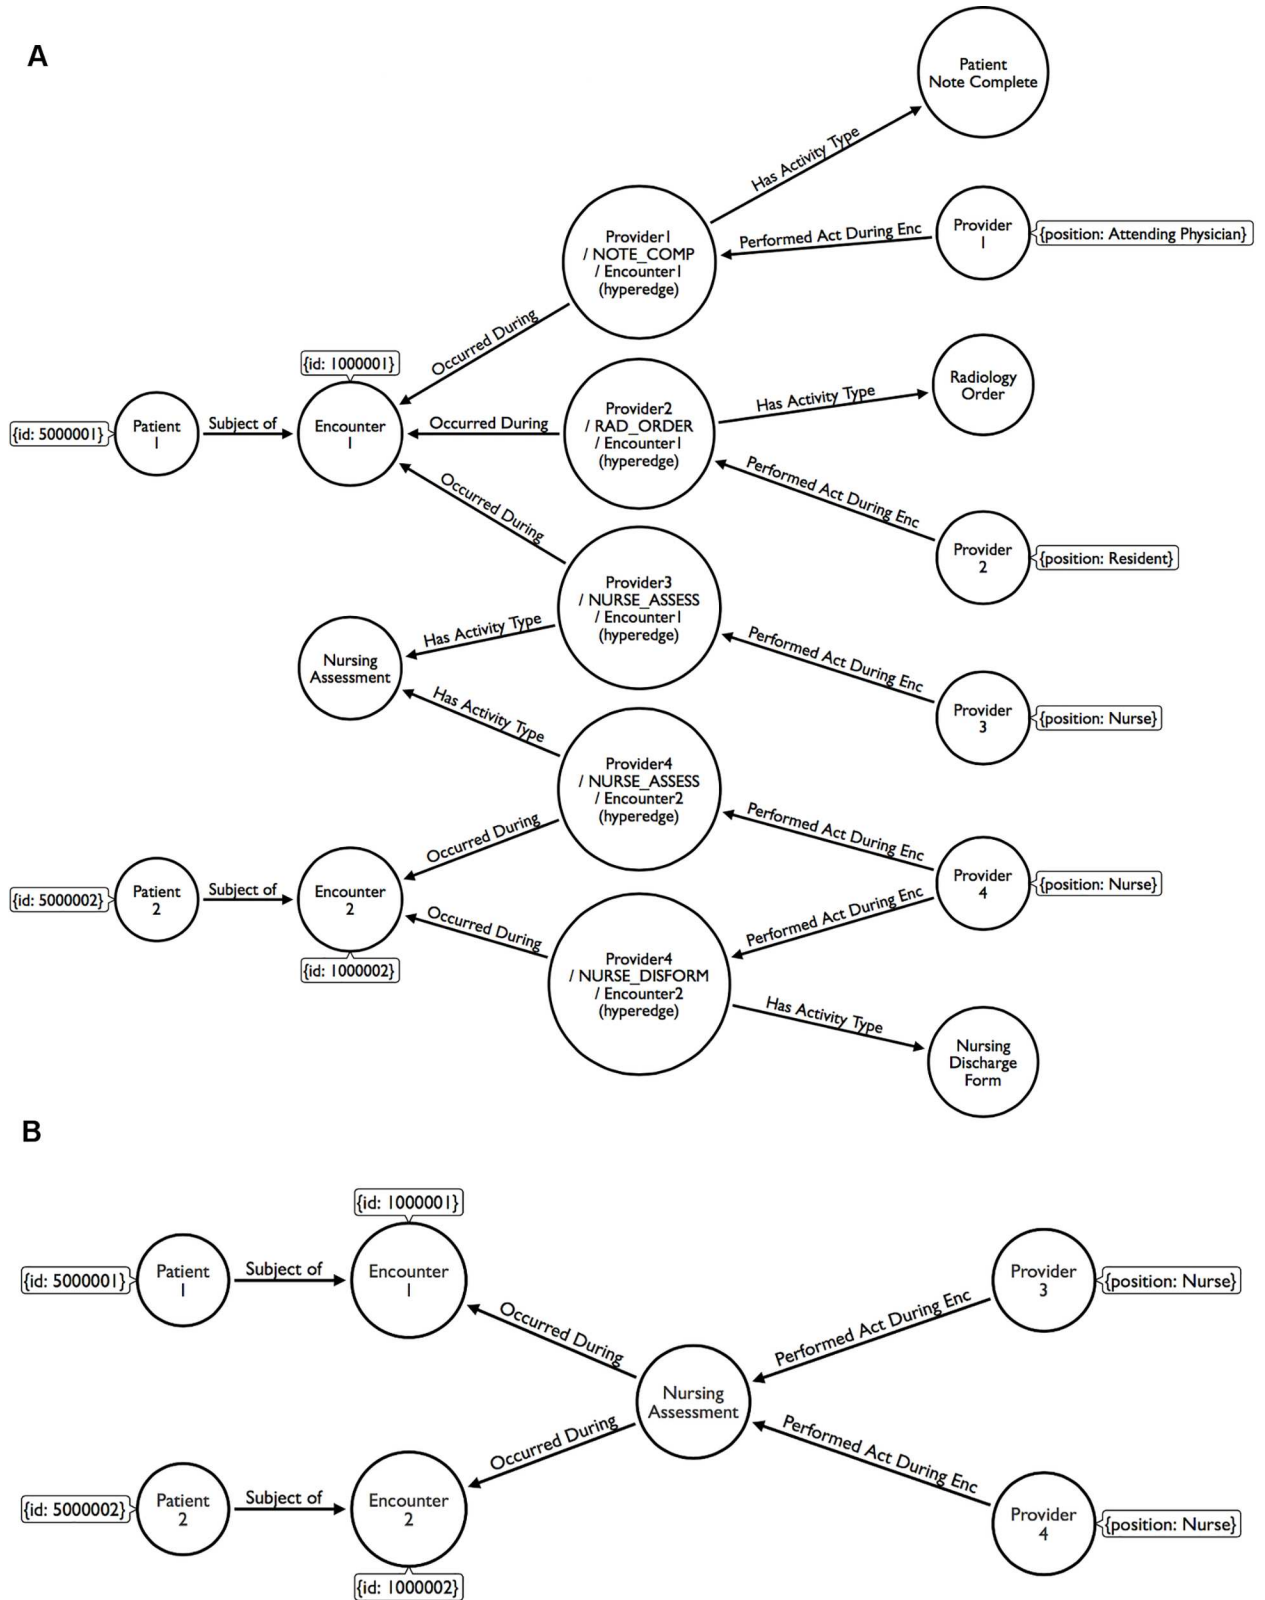 A
Patient
Note Complete
Has Activity Type
Provider1
/ NOTE_COMP
/ Encounter1
(hyperedge)
Performed Act During Enc
Provider
1
{position: Attending Physician}
Occurred During
{id: 1000001}
{id: 5000001}
Patient
1
Subject of
Encounter
1
Occurred During
Provider2
/ RAD_ORDER
/ Encounter1
(hyperedge)
Has Activity Type
Radiology
Order
Performed Act During Enc
Provider
2
{position: Resident}
Occurred During
Provider3
/ NURSE_ASSESS
/ Encounter1
(hyperedge)
Has Activity Type
Nursing
Assessment
Performed Act During Enc
Provider
3
{position: Nurse}
Has Activity Type
Provider4
/ NURSE_ASSESS
/ Encounter2
(hyperedge)
Performed Act During Enc
Occurred During
Provider
4
{position: Nurse}
{id: 5000002}
Patient
2
Subject of
Encounter
2
{id: 1000002}
Occurred During
Performed Act During Enc
Provider4
/ NURSE_DISFORM
/ Encounter2
(hyperedge)
Has Activity Type
Nursing
Discharge
Form
B
{id: 1000001}
{id: 5000001}
Patient
1
Subject of
Encounter
1
Occurred During
Performed Act During Enc
Provider
3
{position: Nurse}
Nursing
Assessment
Occurred During
Performed Act During Enc
{id: 5000002}
Patient
2
Subject of
Encounter
2
{id: 1000002}
Provider
4
{position: Nurse}